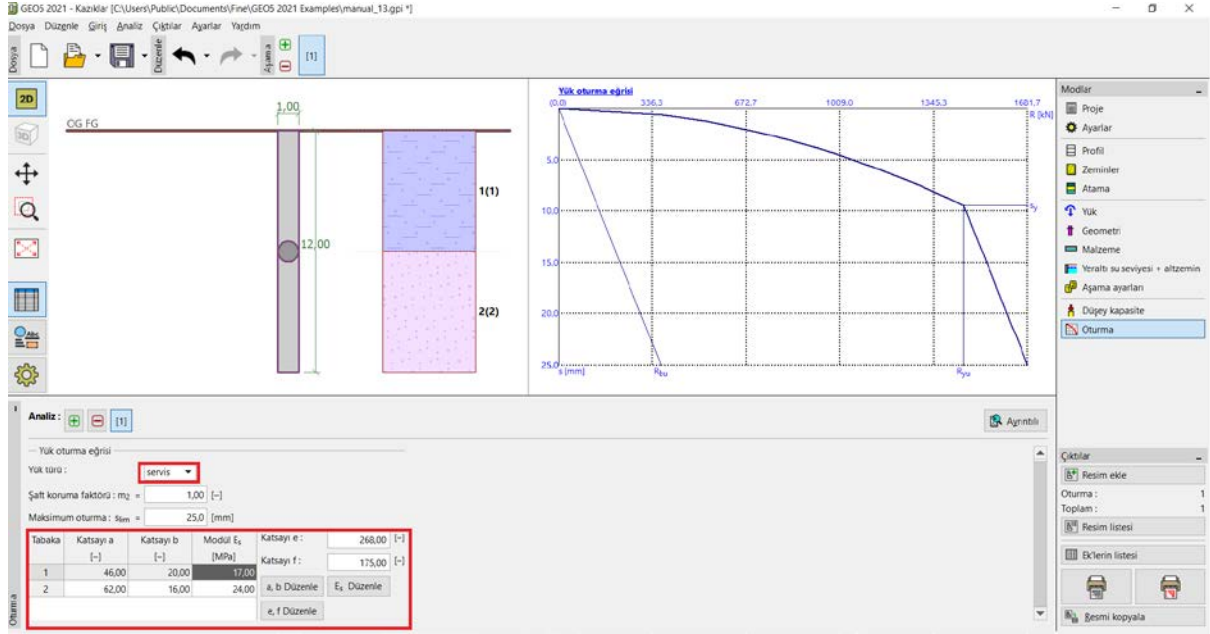 GEO5 2021 - Kazıklar [C:\Users\Public\Documents\Fine\GEO5 2021 Examples\manual_13.gpi *]
Dosya Düzenle Giriş Analiz Çıktılar Ayarlar Yardım
Dosya
Düzenle
Aşama
[1]
2D
3D
OG FG
1,00
12,00
1(1)
2(2)
Yük oturma eğrisi
(0.0) 336,3 672.7 1009.0 1345.3 1681,7
R [kN]
5.0
10.0
15.0
20.0
25.0
s [mm]
Rbu
Ryu
sy
Modlar
Proje
Ayarlar
Profil
Zeminler
Atama
Yük
Geometri
Malzeme
Yeraltı su seviyesi + altzemin
Aşama ayarları
Düşey kapasite
Oturma
Analiz : [1]
Ayrıntılı
Yük oturma eğrisi
Yük türü : servis
Şaft koruma faktörü : m2 = 1,00 [–]
Maksimum oturma : slim = 25,0 [mm]
Tabaka Katsayı a Katsayı b Modül Es
[–] [–] [MPa]
1 46,00 20,00 17,00
2 62,00 16,00 24,00
Katsayı e : 268,00 [–]
Katsayı f : 175,00 [–]
a, b Düzenle Es Düzenle
e, f Düzenle
Oturma
Çıktılar
Resim ekle
Oturma : 1
Toplam : 1
Resim listesi
Ek'lerin listesi
Resmi kopyala